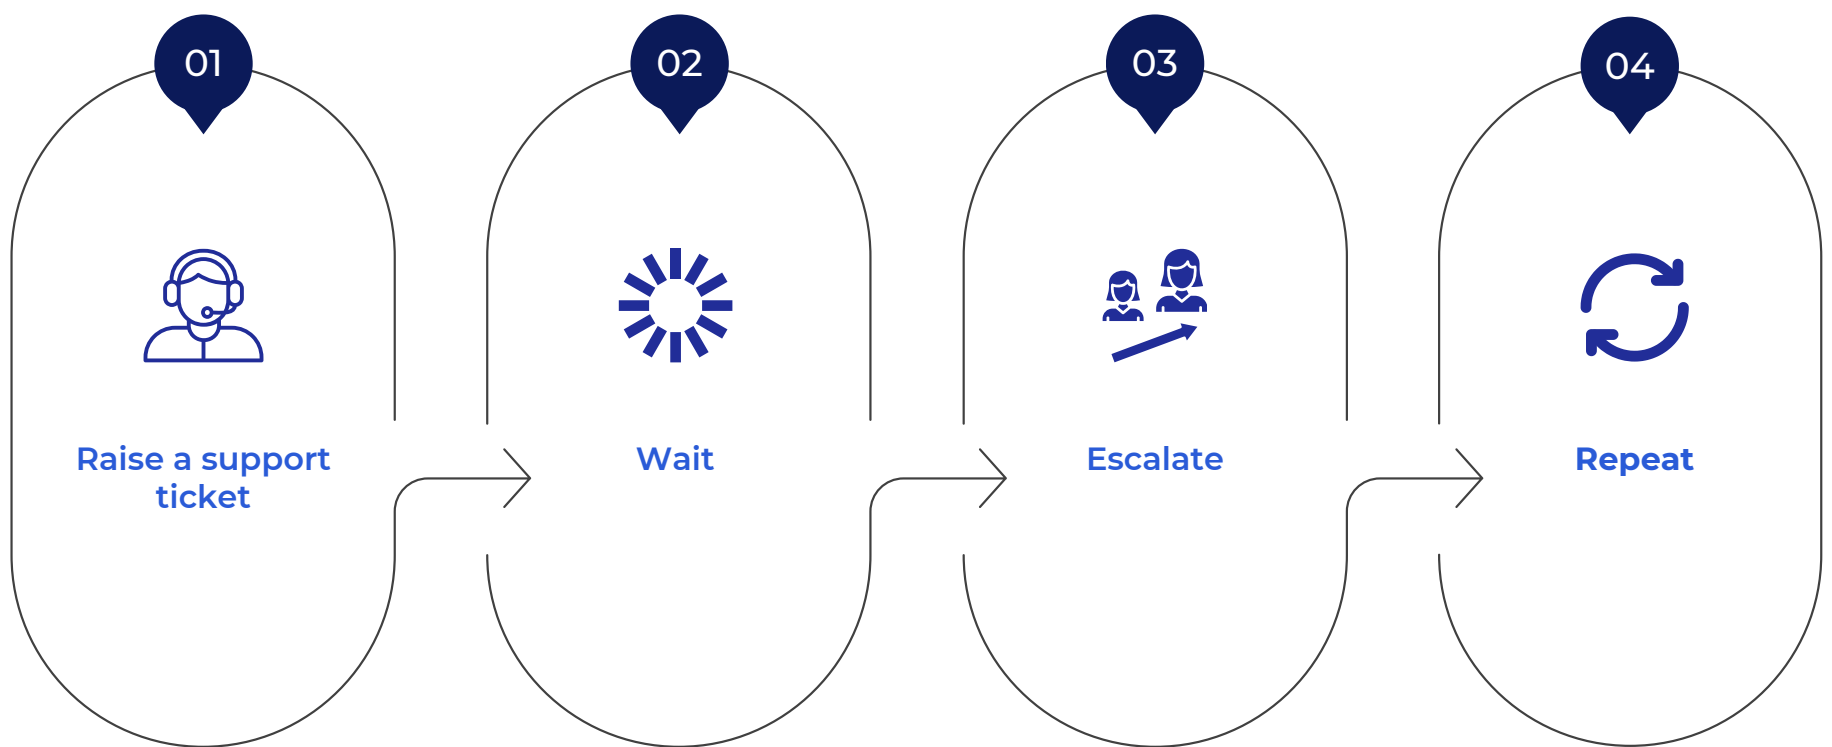 01
02
03
04
Raise a support
ticket
Wait
Escalate
Repeat